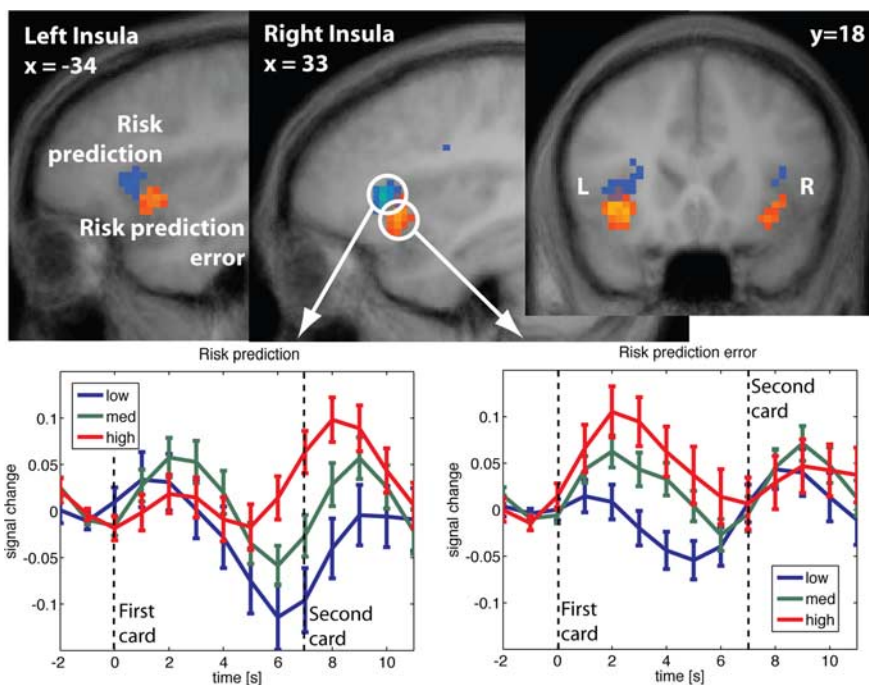 Left Insula
x = -34
Right Insula
x = 33
y=18
Risk
prediction
Risk prediction
error
L
R
Risk prediction
low
med
high
0.1
0.05
0
-0.05
-0.1
signal change
First
card
Second
card
-2 0 2 4 6 8 10
time [s]
Risk prediction error
Second
card
0.1
0.05
0
-0.05
-0.1
signal change
First
card
low
med
high
-2 0 2 4 6 8 10
time [s]